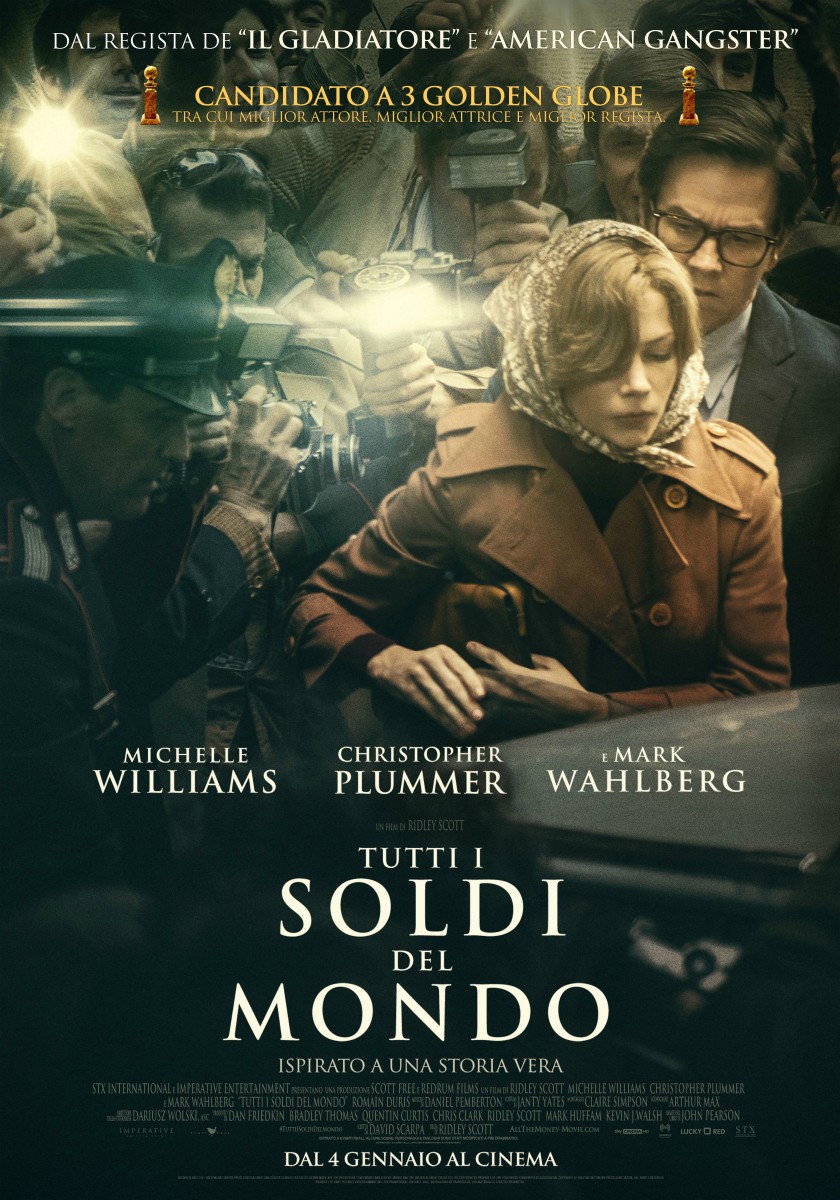 DAL REGISTA DE “IL GLADIATORE” E “AMERICAN GANGSTER”
CANDIDATO A 3 GOLDEN GLOBE
TRA CUI MIGLIOR ATTORE, MIGLIOR ATTRICE E MIGLIOR REGISTA.
MICHELLE WILLIAMS
CHRISTOPHER PLUMMER
E MARK WAHLBERG
UN FILM DI RIDLEY SCOTT
TUTTI I
SOLDI
DEL
MONDO
ISPIRATO A UNA STORIA VERA
STX INTERNATIONAL E IMPERATIVE ENTERTAINMENT PRESENTANO UNA PRODUZIONE SCOTT FREE E REDRUM FILMS UN FILM DI RIDLEY SCOTT MICHELLE WILLIAMS CHRISTOPHER PLUMMER
E MARK WAHLBERG "TUTTI I SOLDI DEL MONDO" ROMAIN DURIS DANIEL PEMBERTON JANTY YATES CLAIRE SIMPSON ARTHUR MAX
DARIUSZ WOLSKI, ASC DAN FRIEDKIN BRADLEY THOMAS QUENTIN CURTIS CHRIS CLARK RIDLEY SCOTT MARK HUFFAM KEVIN J.WALSH JOHN PEARSON
DAVID SCARPA RIDLEY SCOTT
IMPERATIVE #TuttiISoldiDelMondo ALLTHEMONEY-MOVIE.COM sky CINEMA HD LUCKY RED STX
DAL 4 GENNAIO AL CINEMA